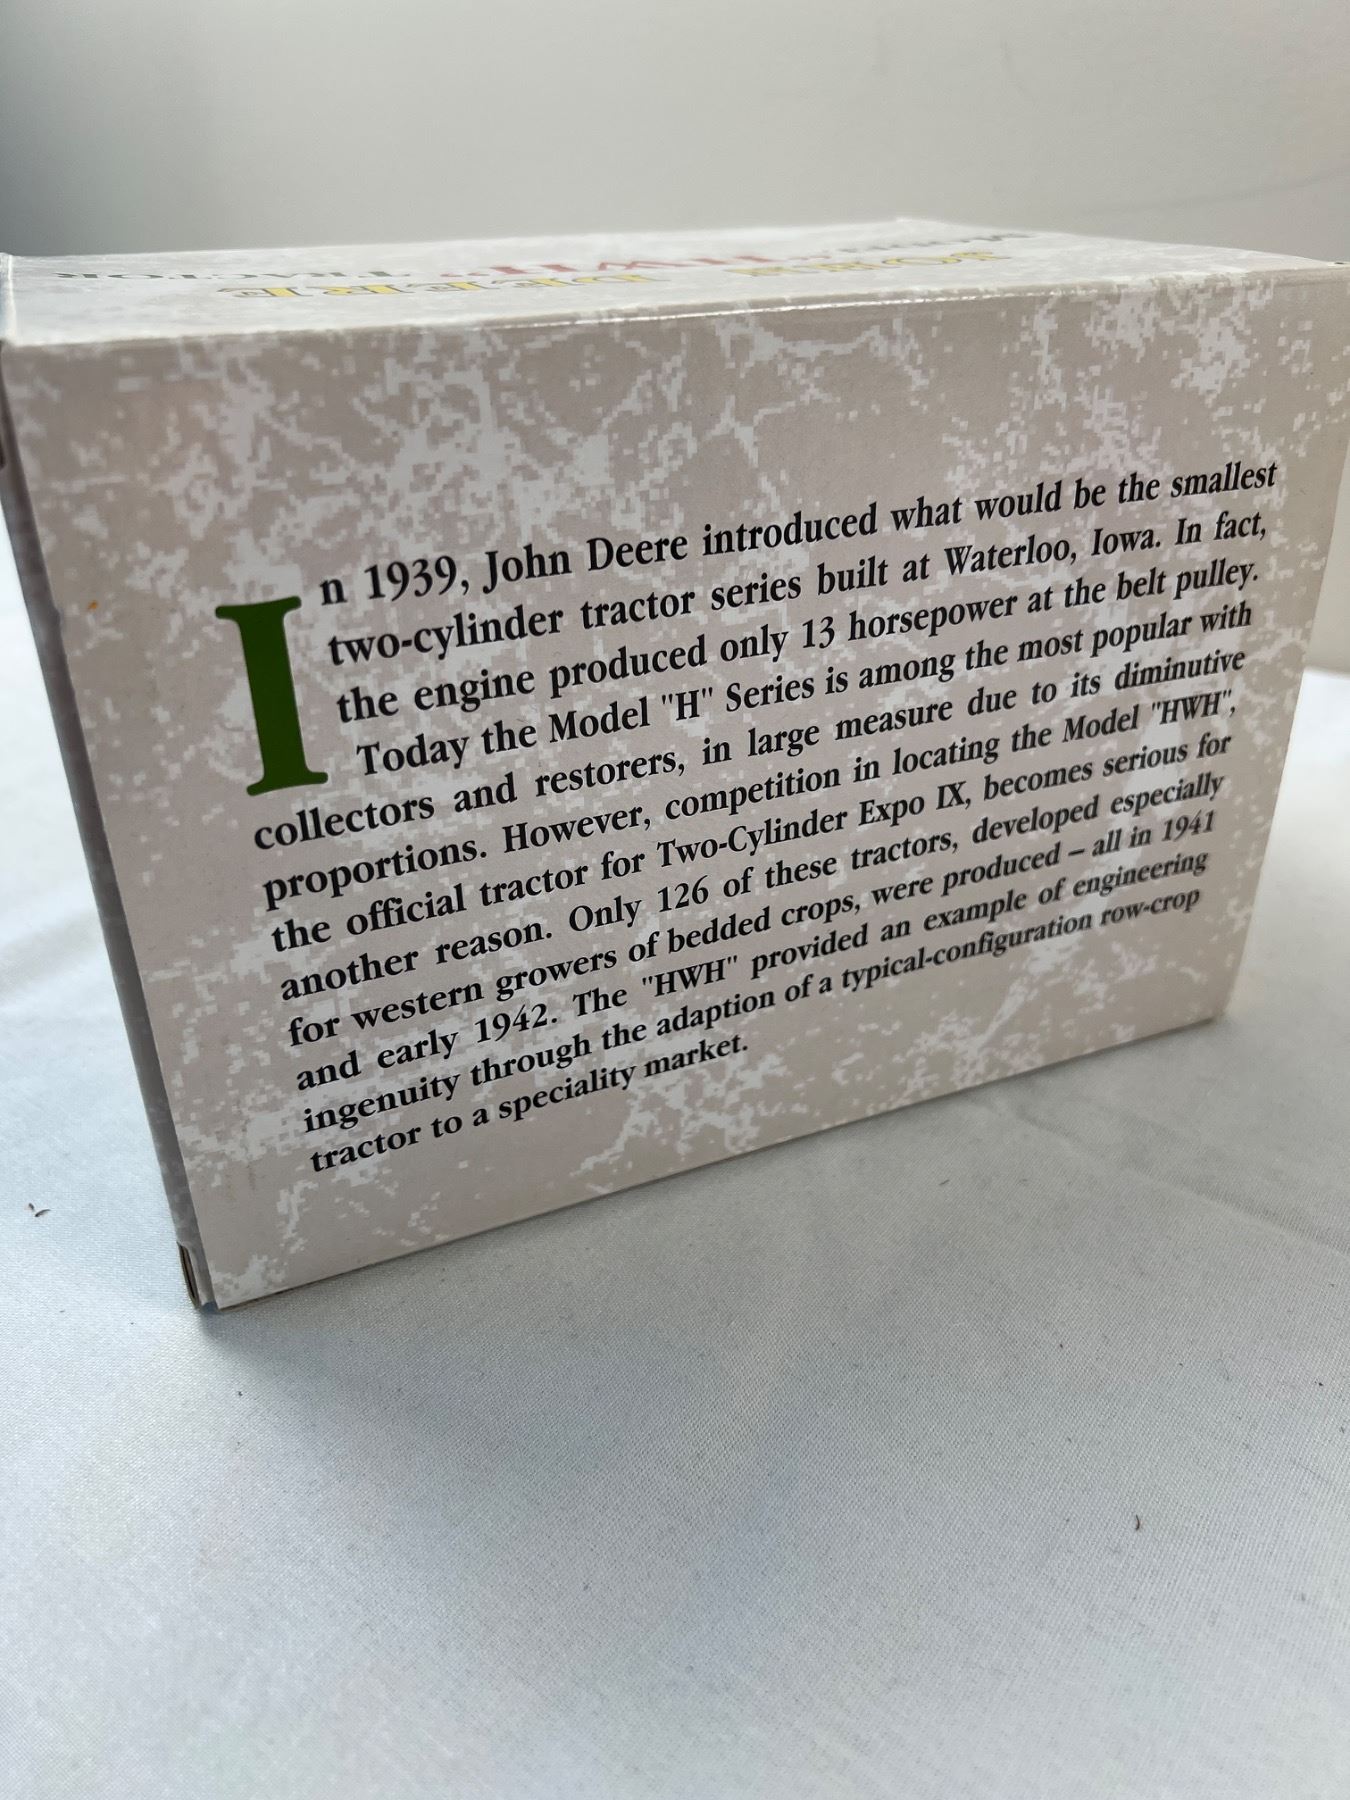 JOHN DEERE
MODEL "HWH" TRACTOR
In 1939, John Deere introduced what would be the smallest
two-cylinder tractor series built at Waterloo, Iowa. In fact,
the engine produced only 13 horsepower at the belt pulley.
Today the Model "H" Series is among the most popular with
collectors and restorers, in large measure due to its diminutive
proportions. However, competition in locating the Model "HWH",
the official tractor for Two-Cylinder Expo IX, becomes serious for
another reason. Only 126 of these tractors, developed especially
for western growers of bedded crops, were produced – all in 1941
and early 1942. The "HWH" provided an example of engineering
ingenuity through the adaption of a typical-configuration row-crop
tractor to a speciality market.